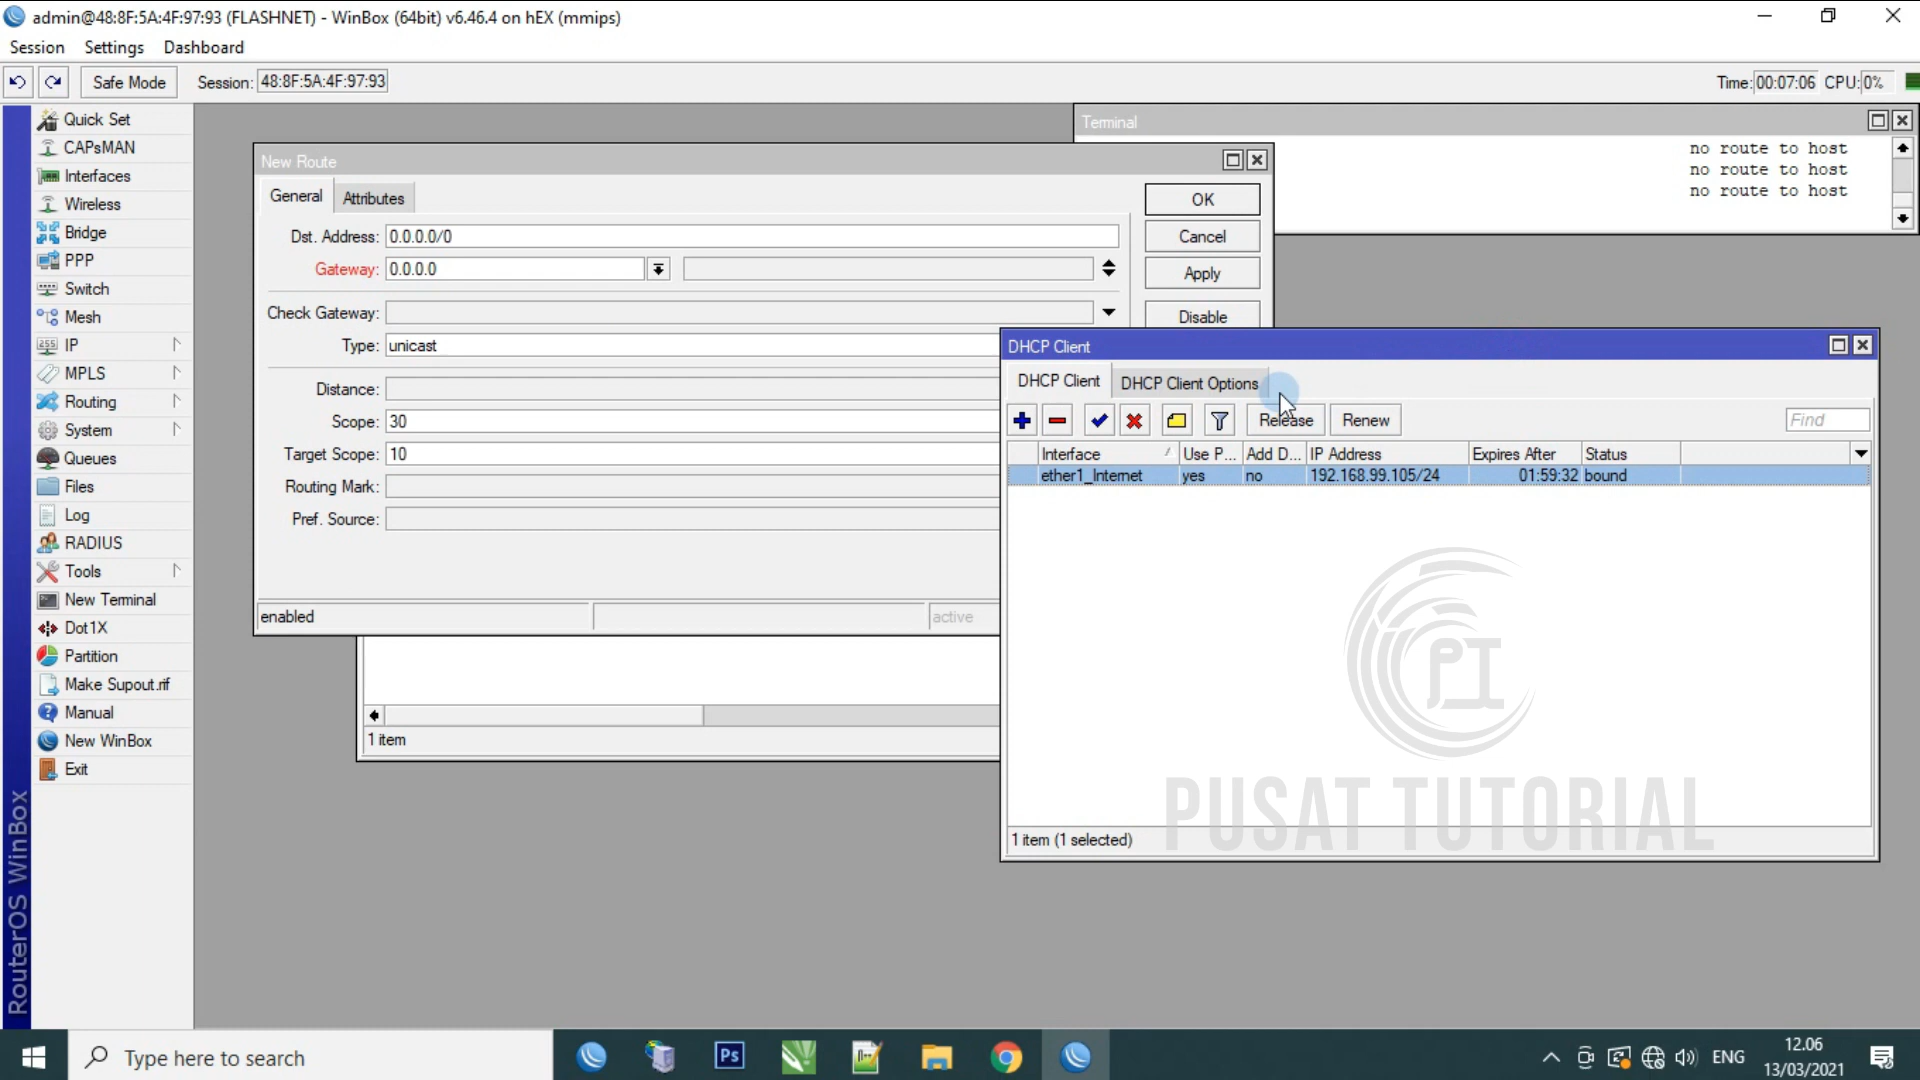 admin@48:8F:5A:4F:97:93 (FLASHNET) - WinBox (64bit) v6.46.4 on hEX (mmips)
Session Settings Dashboard
Safe Mode Session: 48:8F:5A:4F:97:93 Time: 00:07:06 CPU: 0%
Quick Set
CAPsMAN
Interfaces
Wireless
Bridge
PPP
Switch
Mesh
IP
MPLS
Routing
System
Queues
Files
Log
RADIUS
Tools
New Terminal
Dot1X
Partition
Make Supout.rif
Manual
New WinBox
Exit
RouterOS WinBox
Terminal
no route to host
no route to host
no route to host
New Route
General Attributes
Dst. Address: 0.0.0.0/0
Gateway: 0.0.0.0
Check Gateway:
Type: unicast
Distance:
Scope: 30
Target Scope: 10
Routing Mark:
Pref. Source:
enabled active
OK
Cancel
Apply
Disable
1 item
DHCP Client
DHCP Client DHCP Client Options
Release Renew Find
Interface Use P... Add D... IP Address Expires After Status
ether1_Internet yes no 192.168.99.105/24 01:59:32 bound
PT
PUSAT TUTORIAL
1 item (1 selected)
Type here to search
Ps
ENG
12.06
13/03/2021